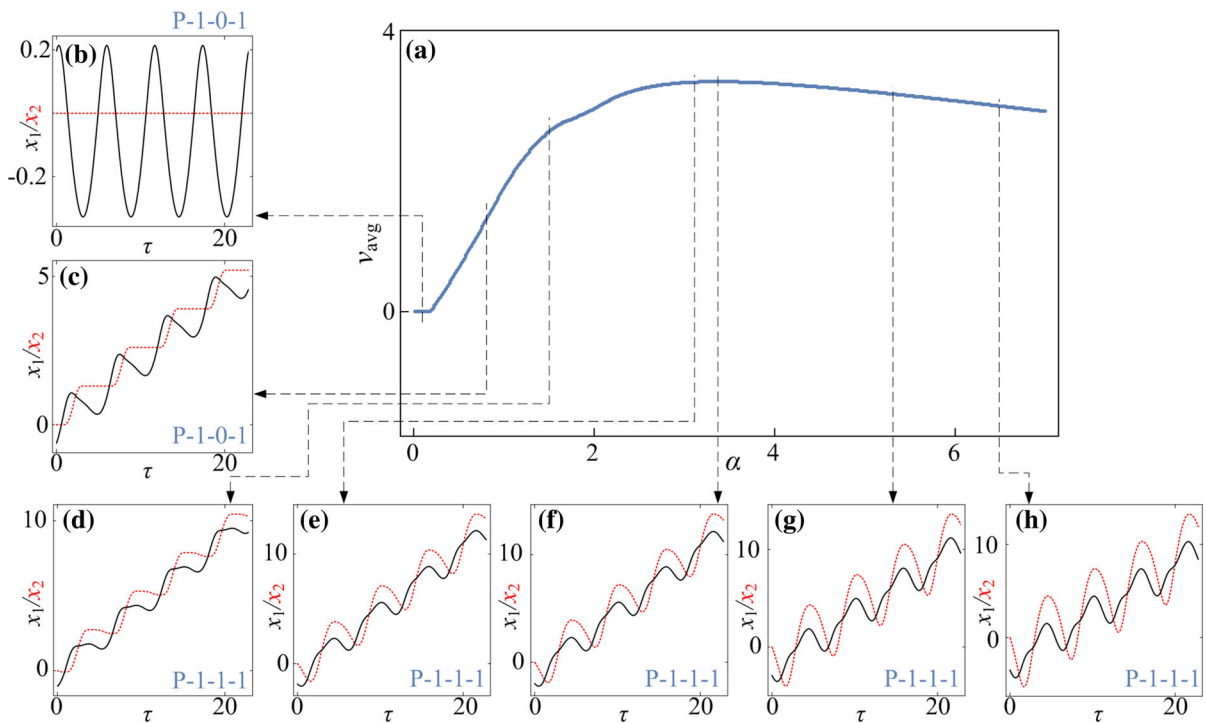 P-1-0-1
(b)
0.2
-0.2
x1/x2
0
20
τ
(a)
4
0
vavg
0
2
4
6
α
(c)
5
0
x1/x2
P-1-0-1
0
20
τ
(d)
10
0
x1/x2
P-1-1-1
0
20
τ
(e)
10
0
x1/x2
P-1-1-1
0
20
τ
(f)
10
0
x1/x2
P-1-1-1
0
20
τ
(g)
10
0
x1/x2
P-1-1-1
0
20
τ
(h)
10
0
x1/x2
P-1-1-1
0
20
τ